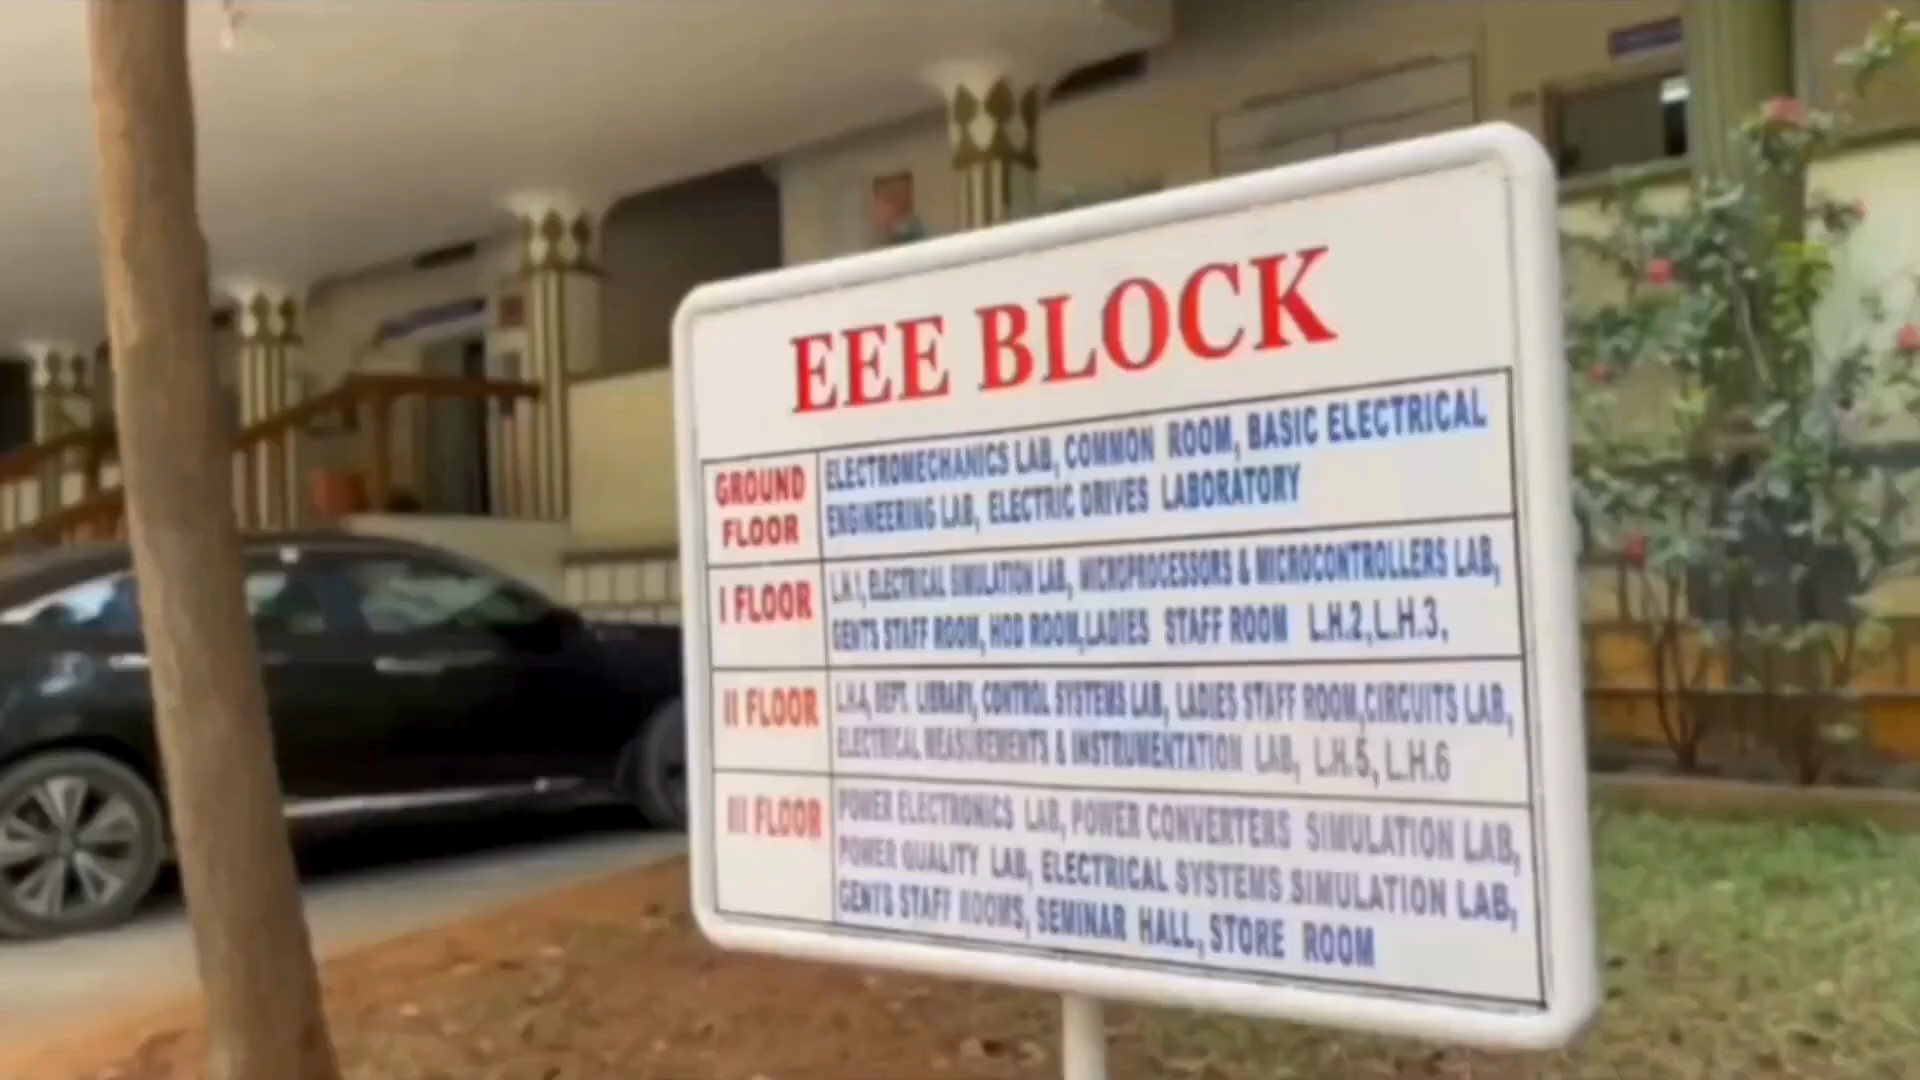 EEE BLOCK
GROUND FLOOR
ELECTROMECHANICS LAB, COMMON ROOM, BASIC ELECTRICAL
ENGINEERING LAB, ELECTRIC DRIVES LABORATORY
I FLOOR
L.H.1, ELECTRICAL SIMULATION LAB, MICROPROCESSORS & MICROCONTROLLERS LAB,
GENTS STAFF ROOM, HOD ROOM,LADIES STAFF ROOM L.H.2,L.H.3,
II FLOOR
L.H.4, DEPT. LIBRARY, CONTROL SYSTEMS LAB, LADIES STAFF ROOM,CIRCUITS LAB,
ELECTRICAL MEASUREMENTS & INSTRUMENTATION LAB, L.H.5, L.H.6
III FLOOR
POWER ELECTRONICS LAB, POWER CONVERTERS SIMULATION LAB,
POWER QUALITY LAB, ELECTRICAL SYSTEMS SIMULATION LAB,
GENTS STAFF ROOMS, SEMINAR HALL, STORE ROOM